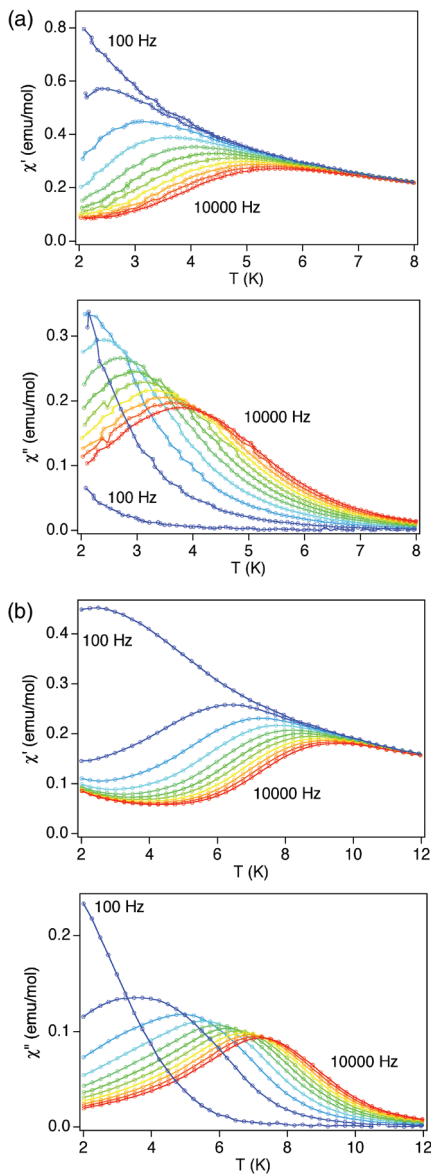 (a)
0.8
0.6
0.4
0.2
0.0
χ' (emu/mol)
100 Hz
10000 Hz
2 3 4 5 6 7 8
T (K)
0.3
0.2
0.1
0.0
χ" (emu/mol)
10000 Hz
100 Hz
2 3 4 5 6 7 8
T (K)
(b)
0.4
0.3
0.2
0.1
0.0
χ' (emu/mol)
100 Hz
10000 Hz
2 4 6 8 10 12
T (K)
0.2
0.1
0.0
χ" (emu/mol)
100 Hz
10000 Hz
2 4 6 8 10 12
T (K)